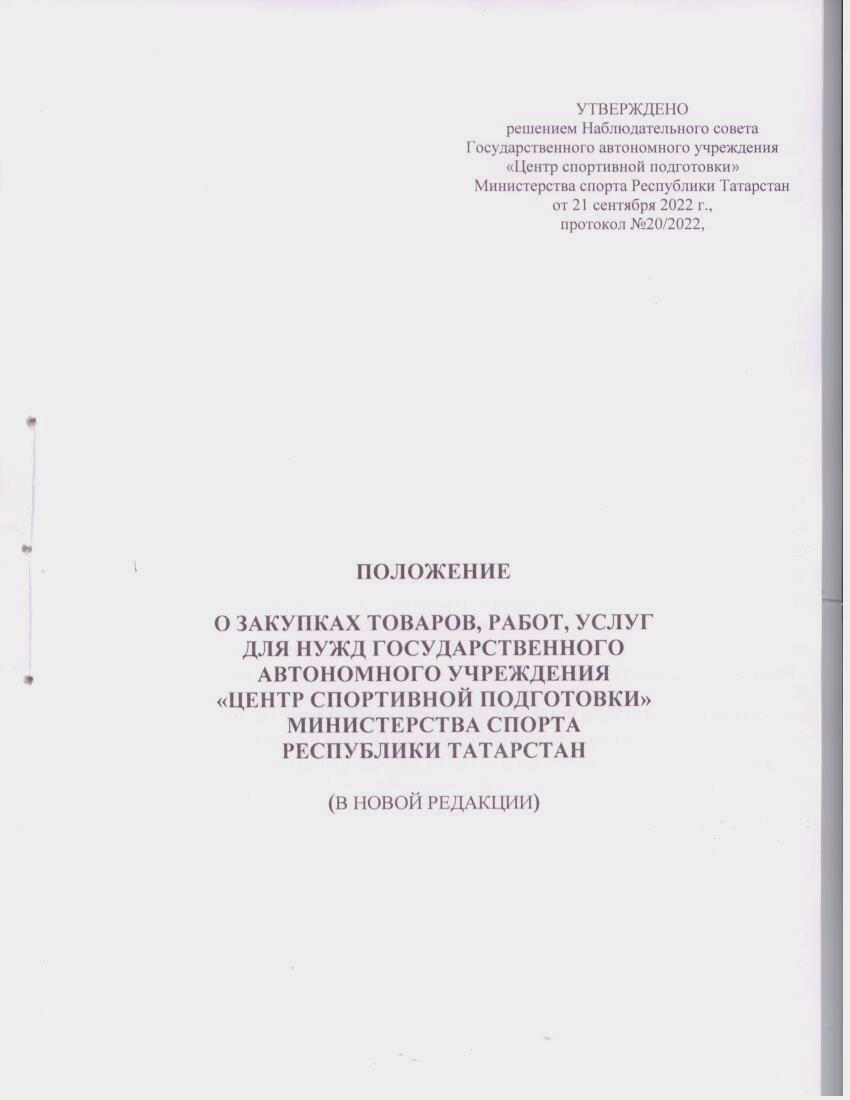 УТВЕРЖДЕНО
решением Наблюдательного совета
Государственного автономного учреждения
«Центр спортивной подготовки»
Министерства спорта Республики Татарстан
от 21 сентября 2022 г.,
протокол №20/2022,
ПОЛОЖЕНИЕ
О ЗАКУПКАХ ТОВАРОВ, РАБОТ, УСЛУГ
ДЛЯ НУЖД ГОСУДАРСТВЕННОГО
АВТОНОМНОГО УЧРЕЖДЕНИЯ
«ЦЕНТР СПОРТИВНОЙ ПОДГОТОВКИ»
МИНИСТЕРСТВА СПОРТА
РЕСПУБЛИКИ ТАТАРСТАН
(В НОВОЙ РЕДАКЦИИ)